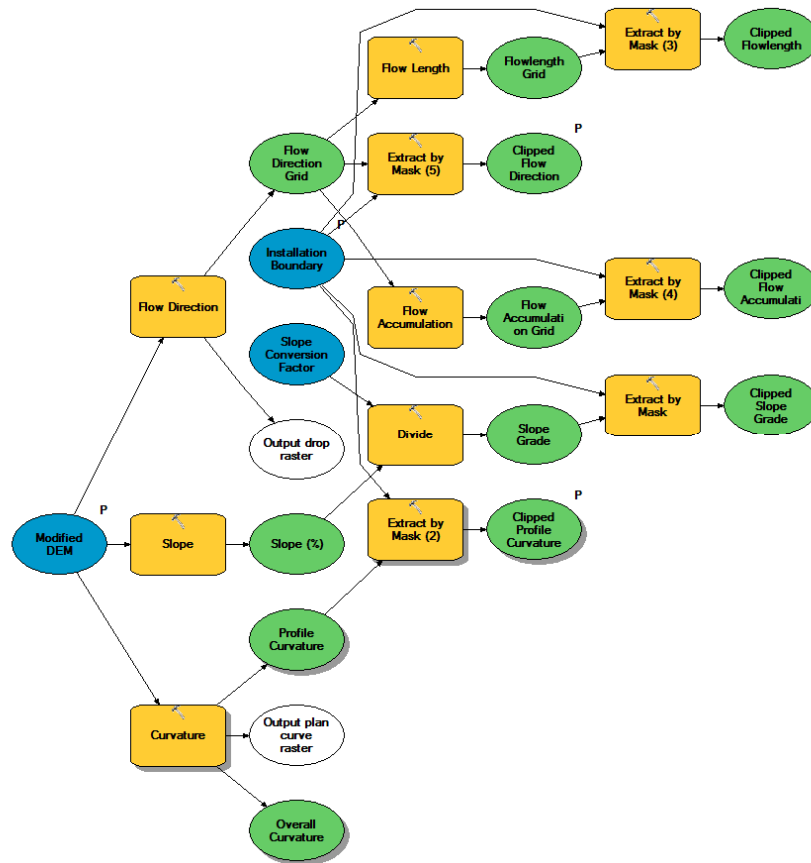 Flow Length
Flowlength
Grid
Extract by
Mask (3)
Clipped
Flowlength
Flow
Direction
Grid
Extract by
Mask (5)
Clipped
Flow
Direction
P
P
Installation
Boundary
Flow Direction
Flow
Accumulation
Flow
Accumulati
on Grid
Extract by
Mask (4)
Clipped
Flow
Accumulati
Slope
Conversion
Factor
Divide
Slope
Grade
Extract by
Mask
Clipped
Slope
Grade
Output drop
raster
Modified
DEM
P
Slope
Slope (%)
Extract by
Mask (2)
Clipped
Profile
Curvature
P
Profile
Curvature
Curvature
Output plan
curve
raster
Overall
Curvature